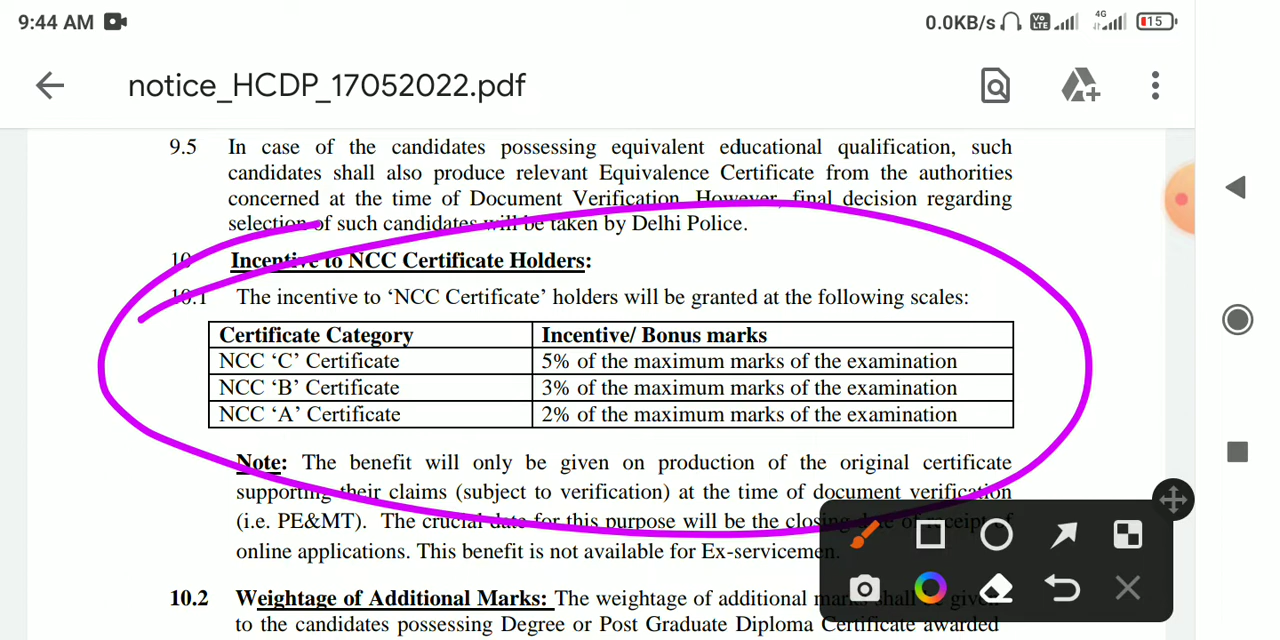 9:44 AM 0.0KB/s Vo LTE 4G 15
notice_HCDP_17052022.pdf
9.5 In case of the candidates possessing equivalent educational qualification, such
candidates shall also produce relevant Equivalence Certificate from the authorities
concerned at the time of Document Verification. However, final decision regarding
selection of such candidates will be taken by Delhi Police.
10 Incentive to NCC Certificate Holders:
10.1 The incentive to ‘NCC Certificate’ holders will be granted at the following scales:
Certificate Category Incentive/ Bonus marks
NCC ‘C’ Certificate 5% of the maximum marks of the examination
NCC ‘B’ Certificate 3% of the maximum marks of the examination
NCC ‘A’ Certificate 2% of the maximum marks of the examination
Note: The benefit will only be given on production of the original certificate
supporting their claims (subject to verification) at the time of document verification
(i.e. PE&MT). The crucial date for this purpose will be the closing date of receipt of
online applications. This benefit is not available for Ex-servicemen.
10.2 Weightage of Additional Marks: The weightage of additional marks shall be given
to the candidates possessing Degree or Post Graduate Diploma Certificate awarded